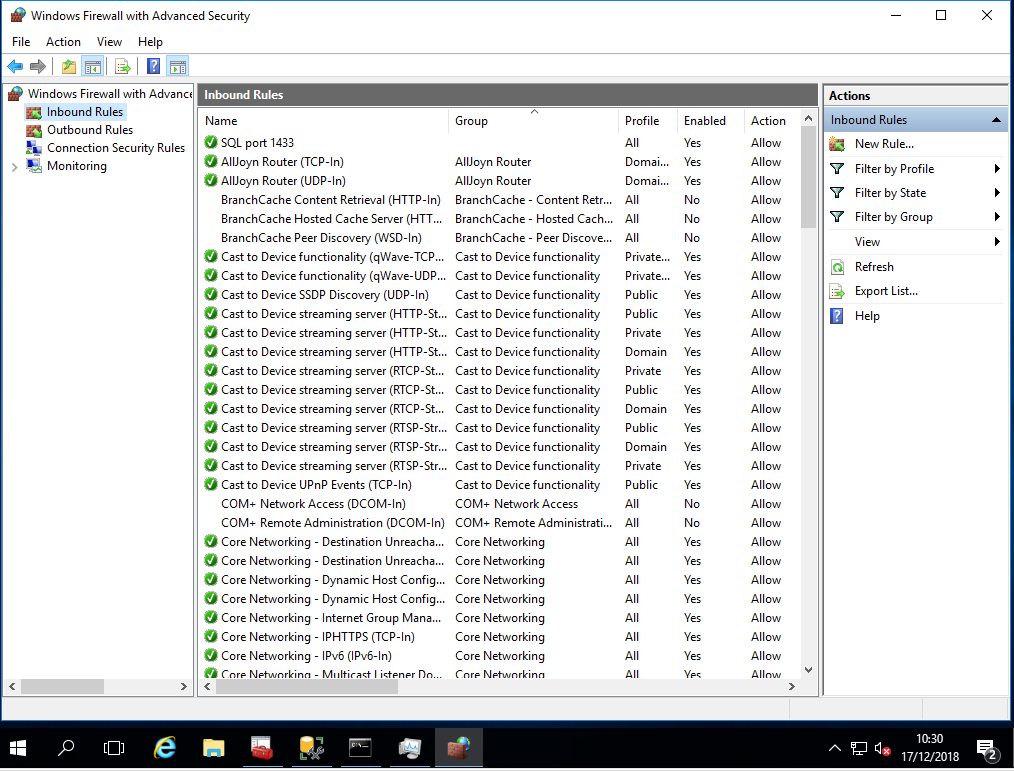 Windows Firewall with Advanced Security
File Action View Help
Windows Firewall with Advance
Inbound Rules
Outbound Rules
Connection Security Rules
Monitoring
Inbound Rules
Name Group Profile Enabled Action
SQL port 1433 All Yes Allow
AllJoyn Router (TCP-In) AllJoyn Router Domai... Yes Allow
AllJoyn Router (UDP-In) AllJoyn Router Domai... Yes Allow
BranchCache Content Retrieval (HTTP-In) BranchCache - Content Retr... All No Allow
BranchCache Hosted Cache Server (HTT... BranchCache - Hosted Cach... All No Allow
BranchCache Peer Discovery (WSD-In) BranchCache - Peer Discove... All No Allow
Cast to Device functionality (qWave-TCP... Cast to Device functionality Private... Yes Allow
Cast to Device functionality (qWave-UDP... Cast to Device functionality Private... Yes Allow
Cast to Device SSDP Discovery (UDP-In) Cast to Device functionality Public Yes Allow
Cast to Device streaming server (HTTP-St... Cast to Device functionality Public Yes Allow
Cast to Device streaming server (HTTP-St... Cast to Device functionality Private Yes Allow
Cast to Device streaming server (HTTP-St... Cast to Device functionality Domain Yes Allow
Cast to Device streaming server (RTCP-St... Cast to Device functionality Private Yes Allow
Cast to Device streaming server (RTCP-St... Cast to Device functionality Public Yes Allow
Cast to Device streaming server (RTCP-St... Cast to Device functionality Domain Yes Allow
Cast to Device streaming server (RTSP-Str... Cast to Device functionality Public Yes Allow
Cast to Device streaming server (RTSP-Str... Cast to Device functionality Domain Yes Allow
Cast to Device streaming server (RTSP-Str... Cast to Device functionality Private Yes Allow
Cast to Device UPnP Events (TCP-In) Cast to Device functionality Public Yes Allow
COM+ Network Access (DCOM-In) COM+ Network Access All No Allow
COM+ Remote Administration (DCOM-In) COM+ Remote Administrati... All No Allow
Core Networking - Destination Unreacha... Core Networking All Yes Allow
Core Networking - Destination Unreacha... Core Networking All Yes Allow
Core Networking - Dynamic Host Config... Core Networking All Yes Allow
Core Networking - Dynamic Host Config... Core Networking All Yes Allow
Core Networking - Internet Group Mana... Core Networking All Yes Allow
Core Networking - IPHTTPS (TCP-In) Core Networking All Yes Allow
Core Networking - IPv6 (IPv6-In) Core Networking All Yes Allow
Core Networking - Multicast Listener Do... Core Networking All Yes Allow
Actions
Inbound Rules
New Rule...
Filter by Profile
Filter by State
Filter by Group
View
Refresh
Export List...
Help
10:30
17/12/2018
2